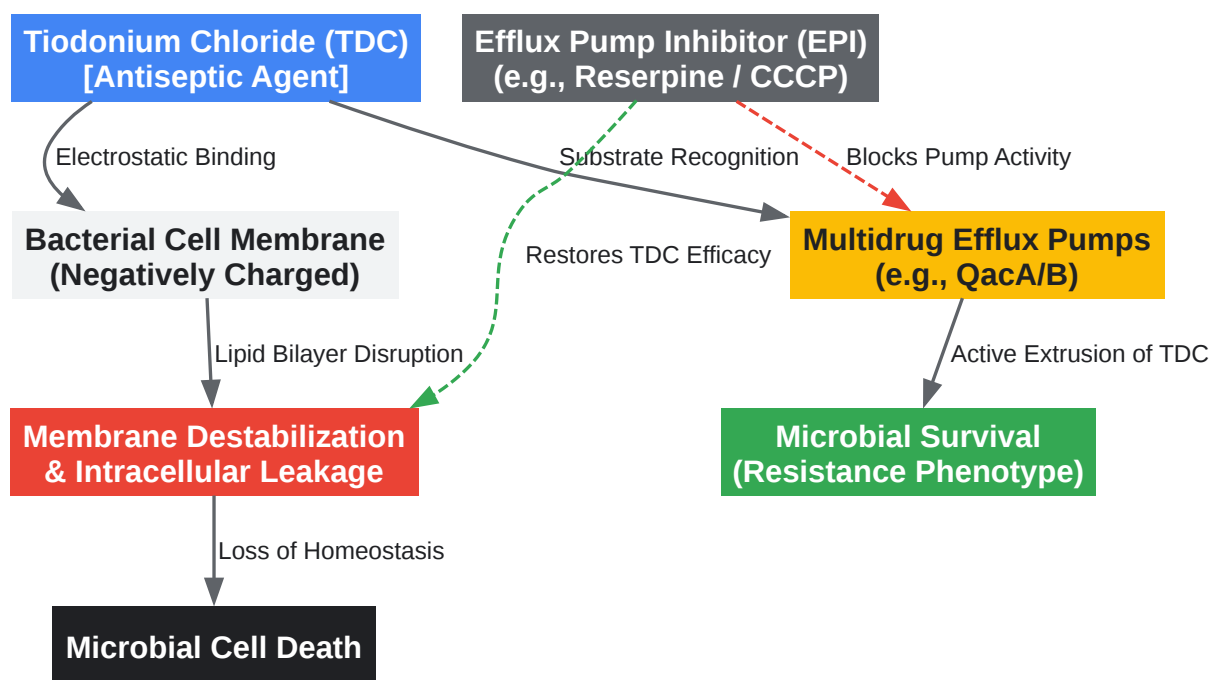 Tiodonium Chloride (TDC)
[Antiseptic Agent]
Efflux Pump Inhibitor (EPI)
(e.g., Reserpine / CCCP)
Electrostatic Binding
Substrate Recognition
Blocks Pump Activity
Bacterial Cell Membrane
(Negatively Charged)
Restores TDC Efficacy
Multidrug Efflux Pumps
(e.g., QacA/B)
Lipid Bilayer Disruption
Active Extrusion of TDC
Membrane Destabilization
& Intracellular Leakage
Microbial Survival
(Resistance Phenotype)
Loss of Homeostasis
Microbial Cell Death